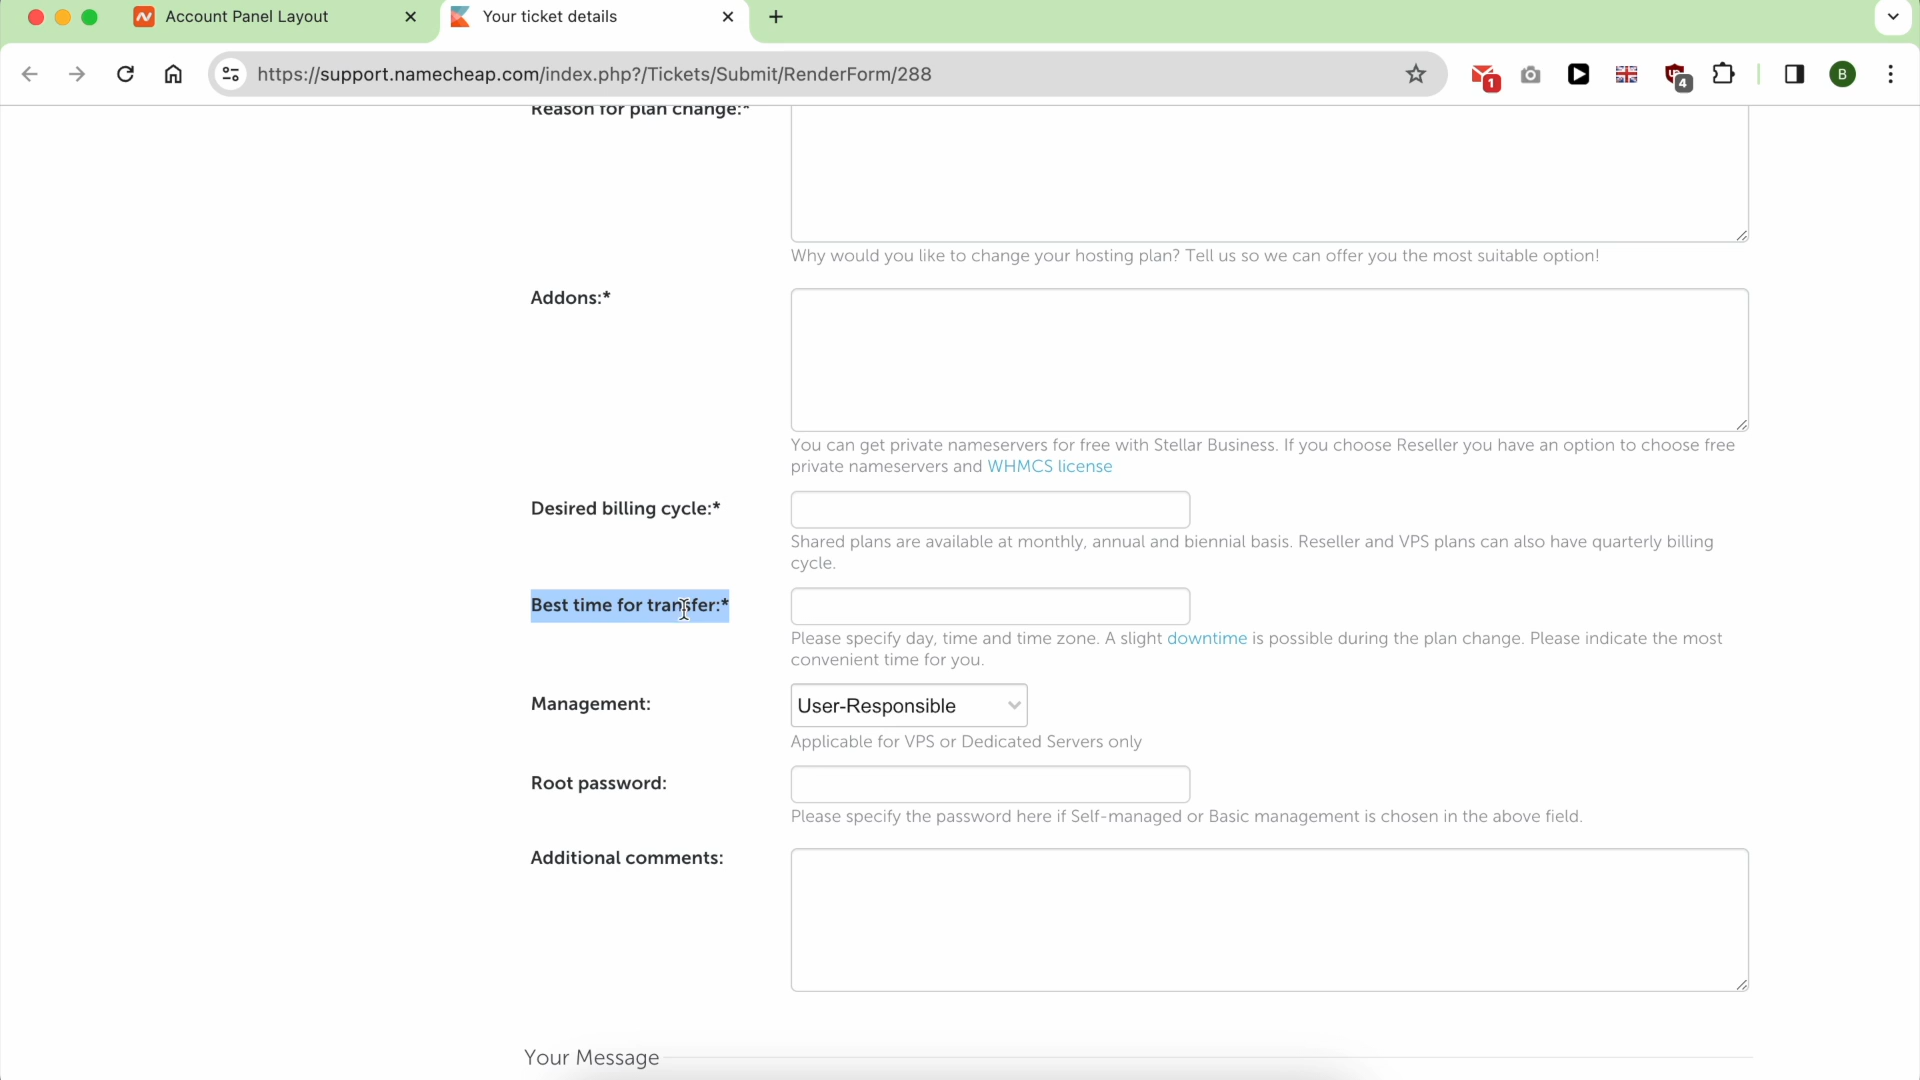 Account Panel Layout
Your ticket details
https://support.namecheap.com/index.php?/Tickets/Submit/RenderForm/288
1
4
B
Reason for plan change:*
Why would you like to change your hosting plan? Tell us so we can offer you the most suitable option!
Addons:*
You can get private nameservers for free with Stellar Business. If you choose Reseller you have an option to choose free
private nameservers and WHMCS license
Desired billing cycle:*
Shared plans are available at monthly, annual and biennial basis. Reseller and VPS plans can also have quarterly billing
cycle.
Best time for transfer:*
Please specify day, time and time zone. A slight downtime is possible during the plan change. Please indicate the most
convenient time for you.
Management:
User-Responsible
Applicable for VPS or Dedicated Servers only
Root password:
Please specify the password here if Self-managed or Basic management is chosen in the above field.
Additional comments:
Your Message